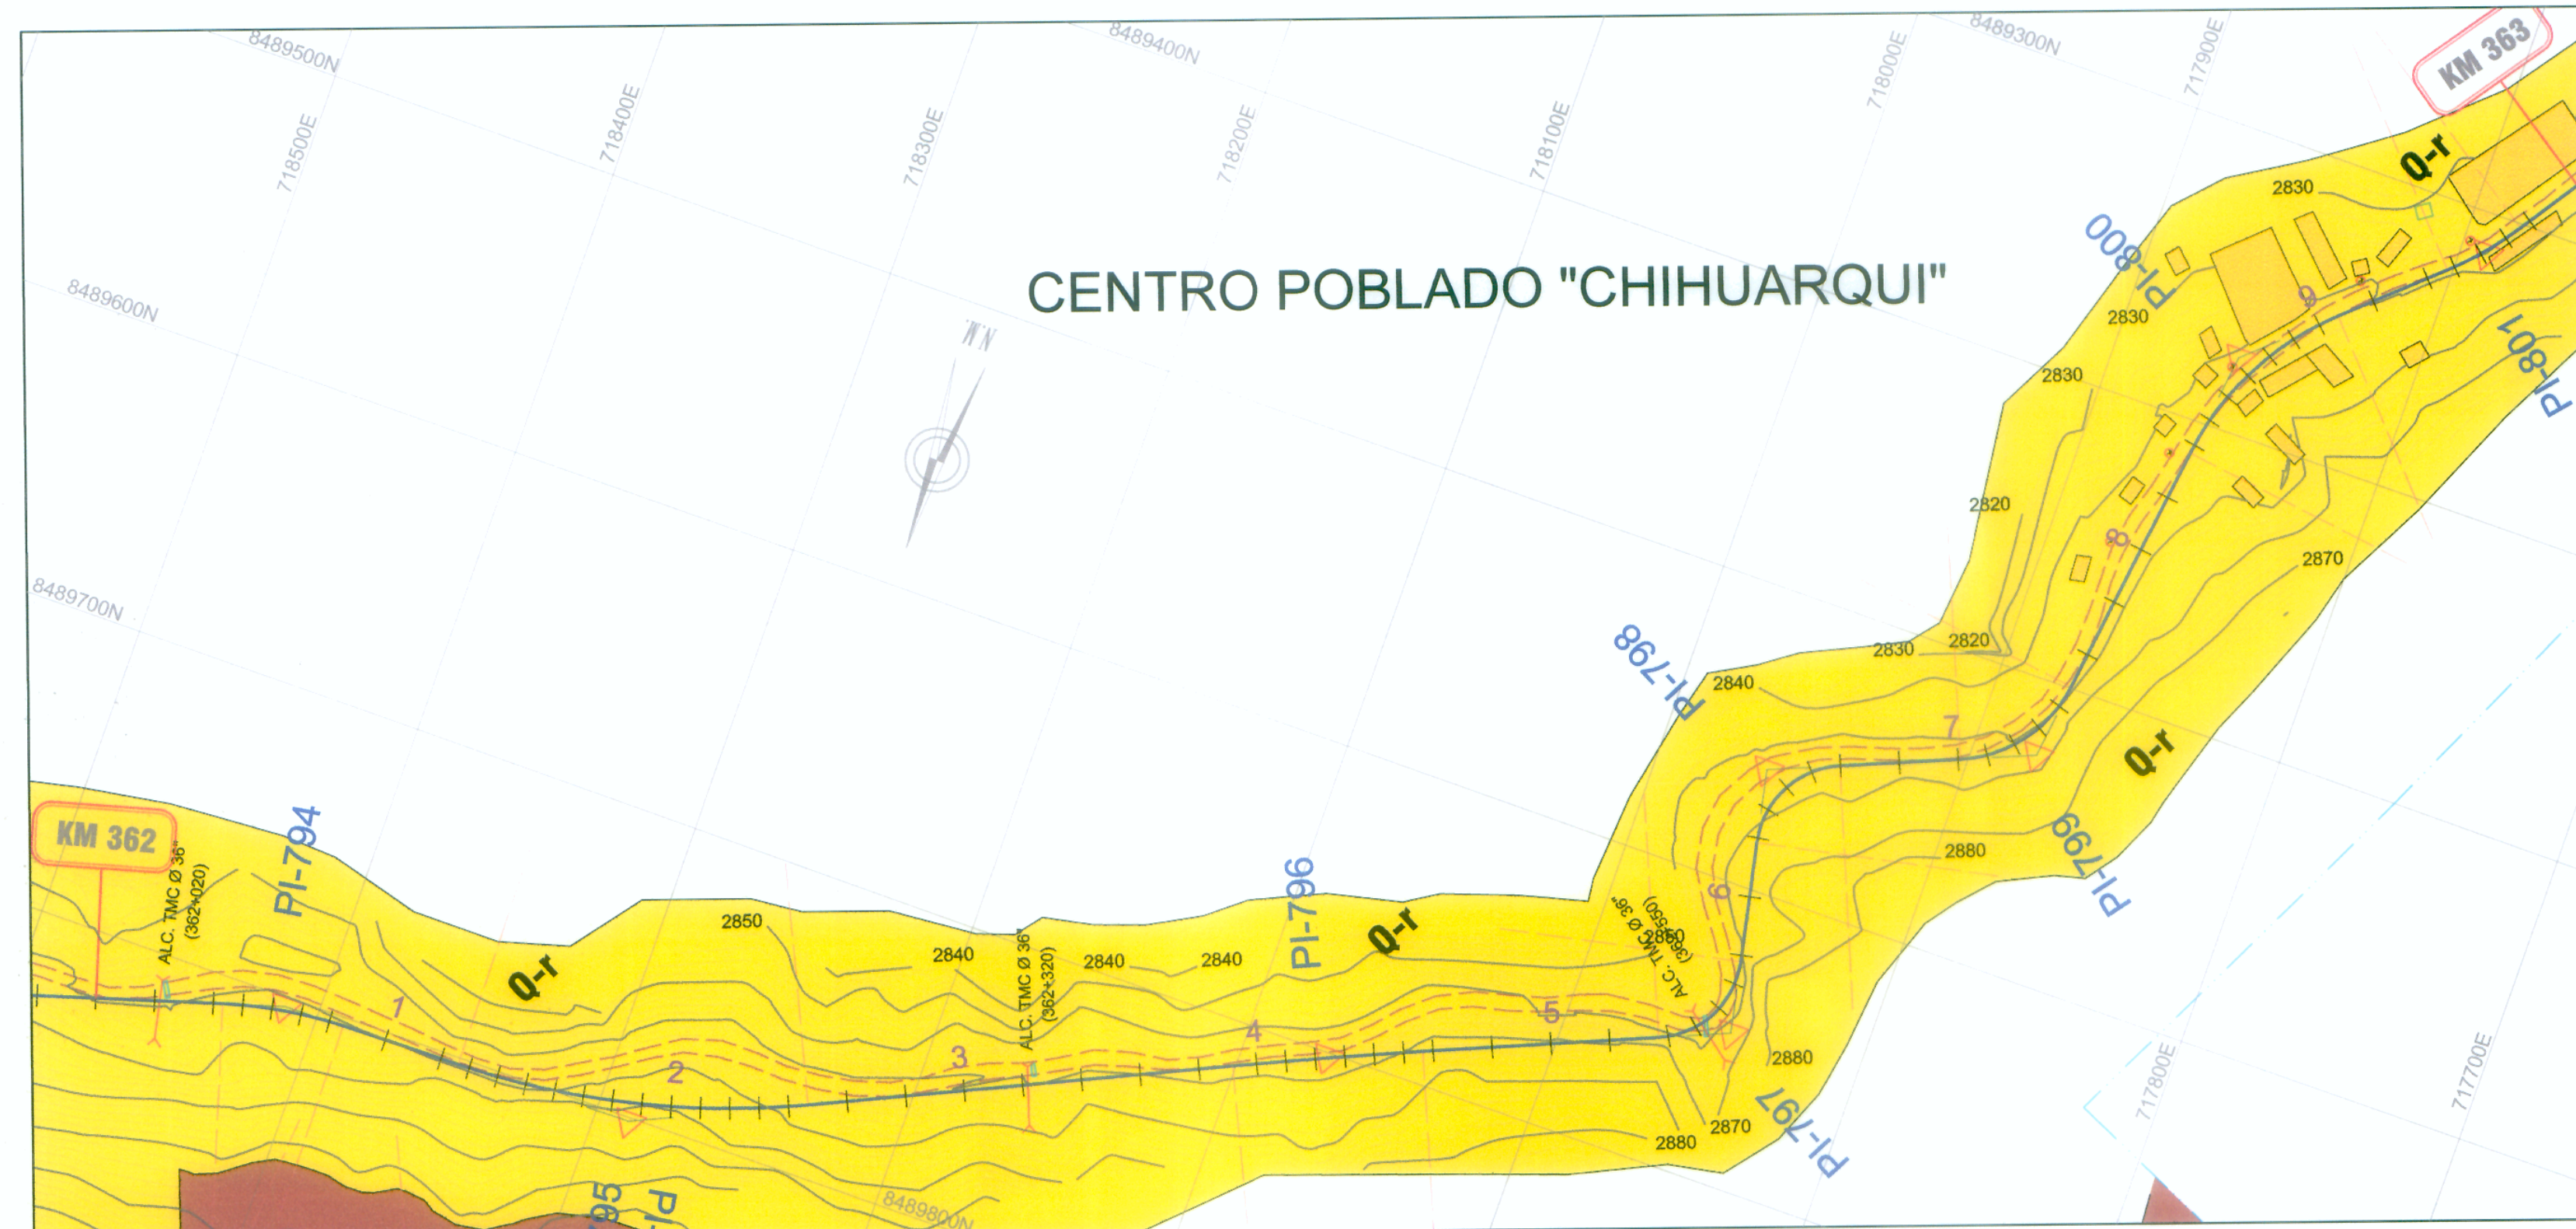 8489500N
8489400N
8489300N
718500E
718400E
718300E
718200E
718100E
718000E
717900E
KM 363
Q-r
2830
PI-800
2830
9
PI-801
CENTRO POBLADO "CHIHUARQUI"
8489600N
N.M.
2830
2820
8
2870
8489700N
PI-798
2820
2830
2840
7
Q-r
PI-799
KM 362
ALC. TMC Ø 36"
(362+020)
PI-794
1
Q-r
2850
2
2840
3
ALC. TMC Ø 36"
(362+320)
2840
2840
4
PI-796
Q-r
5
ALC. TMC Ø 36"
6
2880
2880
2870
2880
PI-797
717800E
717700E
8489800N
95
PI-